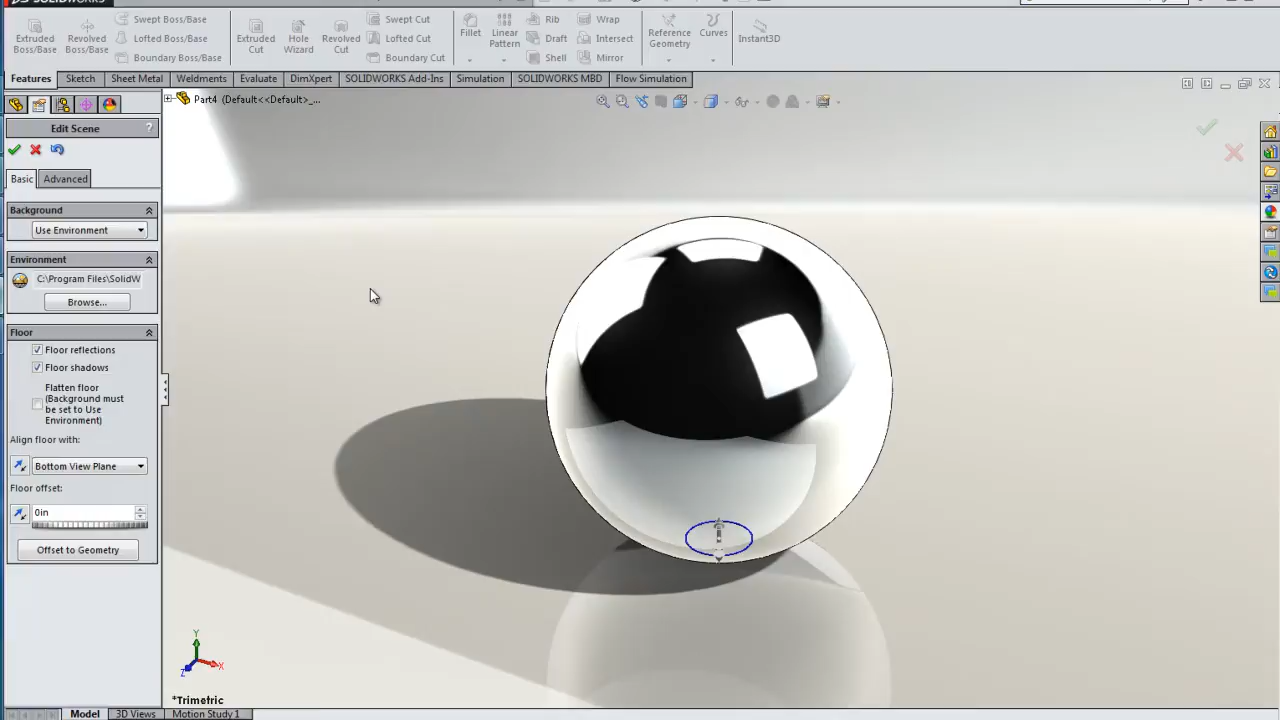 SOLIDWORKS
Extruded Boss/Base
Revolved Boss/Base
Swept Boss/Base
Lofted Boss/Base
Boundary Boss/Base
Extruded Cut
Hole Wizard
Revolved Cut
Swept Cut
Lofted Cut
Boundary Cut
Fillet
Linear Pattern
Rib
Draft
Shell
Wrap
Intersect
Mirror
Reference Geometry
Curves
Instant3D
Features Sketch Sheet Metal Weldments Evaluate DimXpert SOLIDWORKS Add-Ins Simulation SOLIDWORKS MBD Flow Simulation
Part4 (Default<<Default>_...
Edit Scene ?
Basic Advanced
Background
Use Environment
Environment
C:\Program Files\SolidW
Browse...
Floor
Floor reflections
Floor shadows
Flatten floor
(Background must
be set to Use
Environment)
Align floor with:
Bottom View Plane
Floor offset:
0in
Offset to Geometry
Y
X
Z
*Trimetric
Model 3D Views Motion Study 1